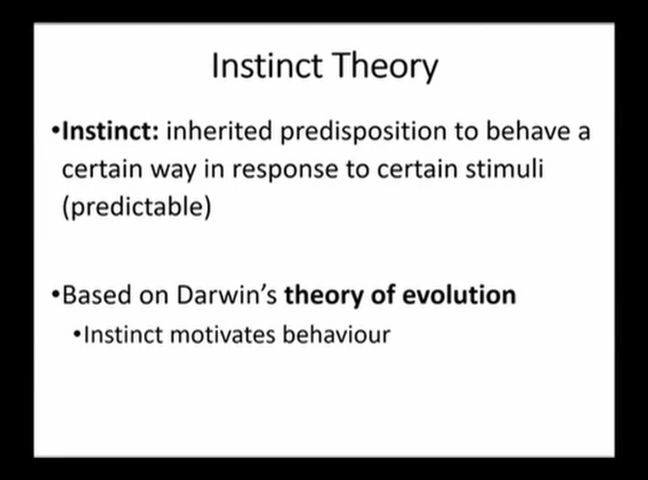 Instinct Theory
•Instinct: inherited predisposition to behave a
certain way in response to certain stimuli
(predictable)
•Based on Darwin's theory of evolution
•Instinct motivates behaviour